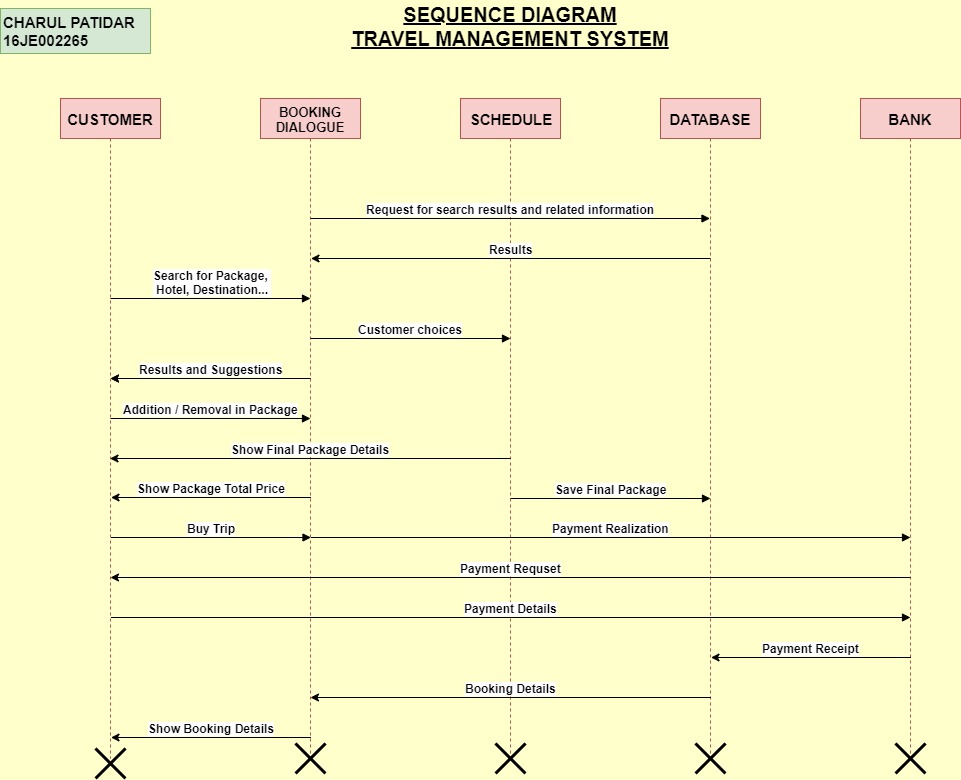 CHARUL PATIDAR
16JE002265
SEQUENCE DIAGRAM
TRAVEL MANAGEMENT SYSTEM
CUSTOMER
BOOKING
DIALOGUE
SCHEDULE
DATABASE
BANK
Request for search results and related information
Results
Search for Package,
Hotel, Destination...
Customer choices
Results and Suggestions
Addition / Removal in Package
Show Final Package Details
Show Package Total Price
Save Final Package
Buy Trip
Payment Realization
Payment Requset
Payment Details
Payment Receipt
Booking Details
Show Booking Details